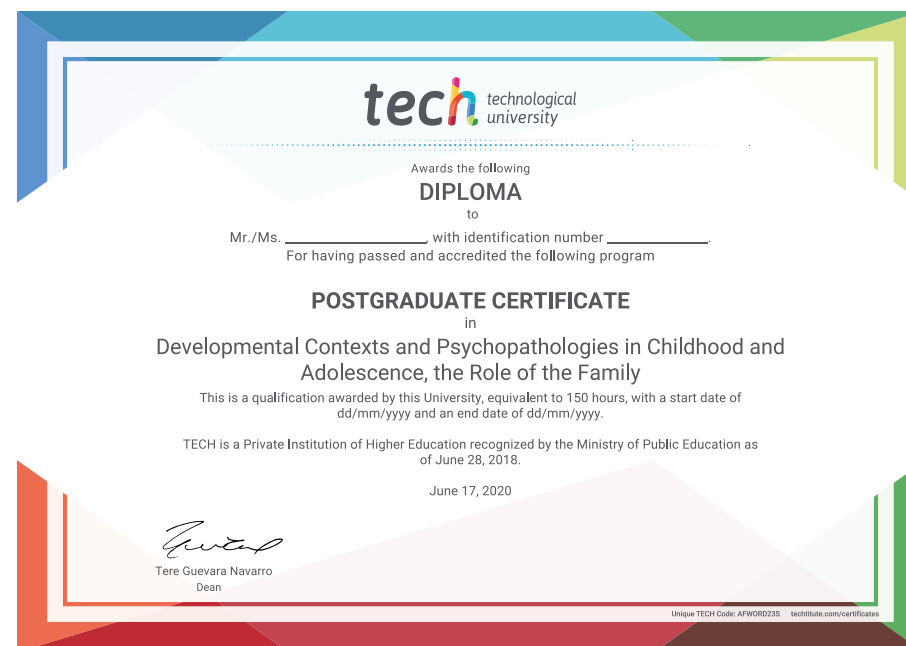 tech technological
university
Awards the following
DIPLOMA
to
Mr./Ms. ____________________, with identification number ______________.
For having passed and accredited the following program
POSTGRADUATE CERTIFICATE
in
Developmental Contexts and Psychopathologies in Childhood and
Adolescence, the Role of the Family
This is a qualification awarded by this University, equivalent to 150 hours, with a start date of
dd/mm/yyyy and an end date of dd/mm/yyyy.
TECH is a Private Institution of Higher Education recognized by the Ministry of Public Education as
of June 28, 2018.
June 17, 2020
Tere Guevara Navarro
Dean
Unique TECH Code: AFWORD23S techtitute.com/certificates